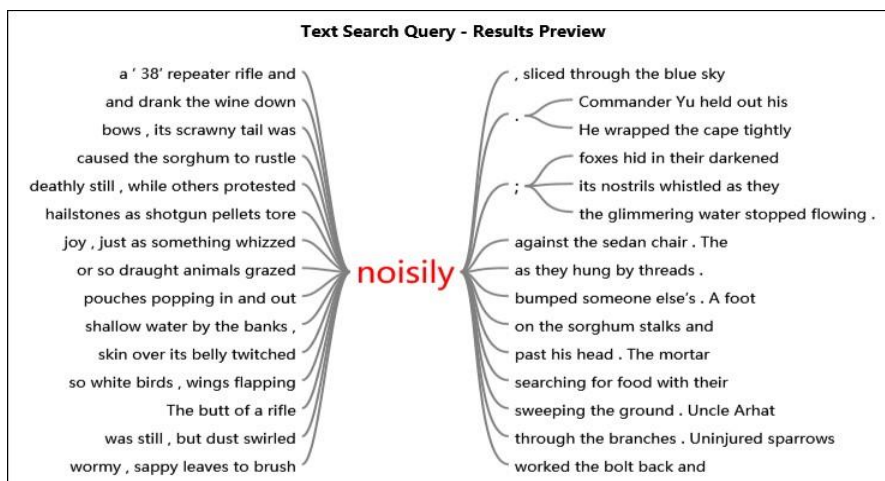 Text Search Query - Results Preview
a ‘ 38’ repeater rifle and
and drank the wine down
bows , its scrawny tail was
caused the sorghum to rustle
deathly still , while others protested
hailstones as shotgun pellets tore
joy , just as something whizzed
or so draught animals grazed
pouches popping in and out
shallow water by the banks ,
skin over its belly twitched
so white birds , wings flapping
The butt of a rifle
was still , but dust swirled
wormy , sappy leaves to brush
noisily
, sliced through the blue sky
.
Commander Yu held out his
He wrapped the cape tightly
;
foxes hid in their darkened
its nostrils whistled as they
the glimmering water stopped flowing .
against the sedan chair . The
as they hung by threads .
bumped someone else's . A foot
on the sorghum stalks and
past his head . The mortar
searching for food with their
sweeping the ground . Uncle Arhat
through the branches . Uninjured sparrows
worked the bolt back and